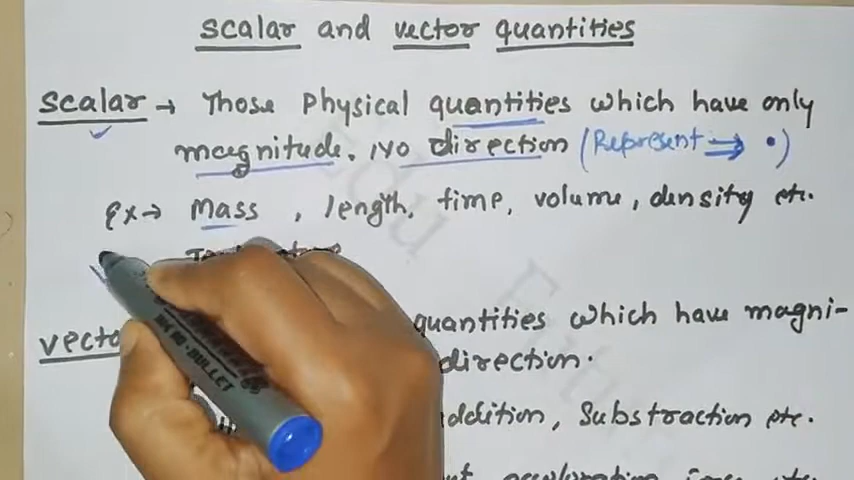 scalar and vector quantities
Scalar → Those Physical quantities which have only
magnitude. No direction (Represent ⇒ •)
Ex → Mass , length, time, volume, density etc.
quantities which have magni-
direction.
addition, Substraction etc.